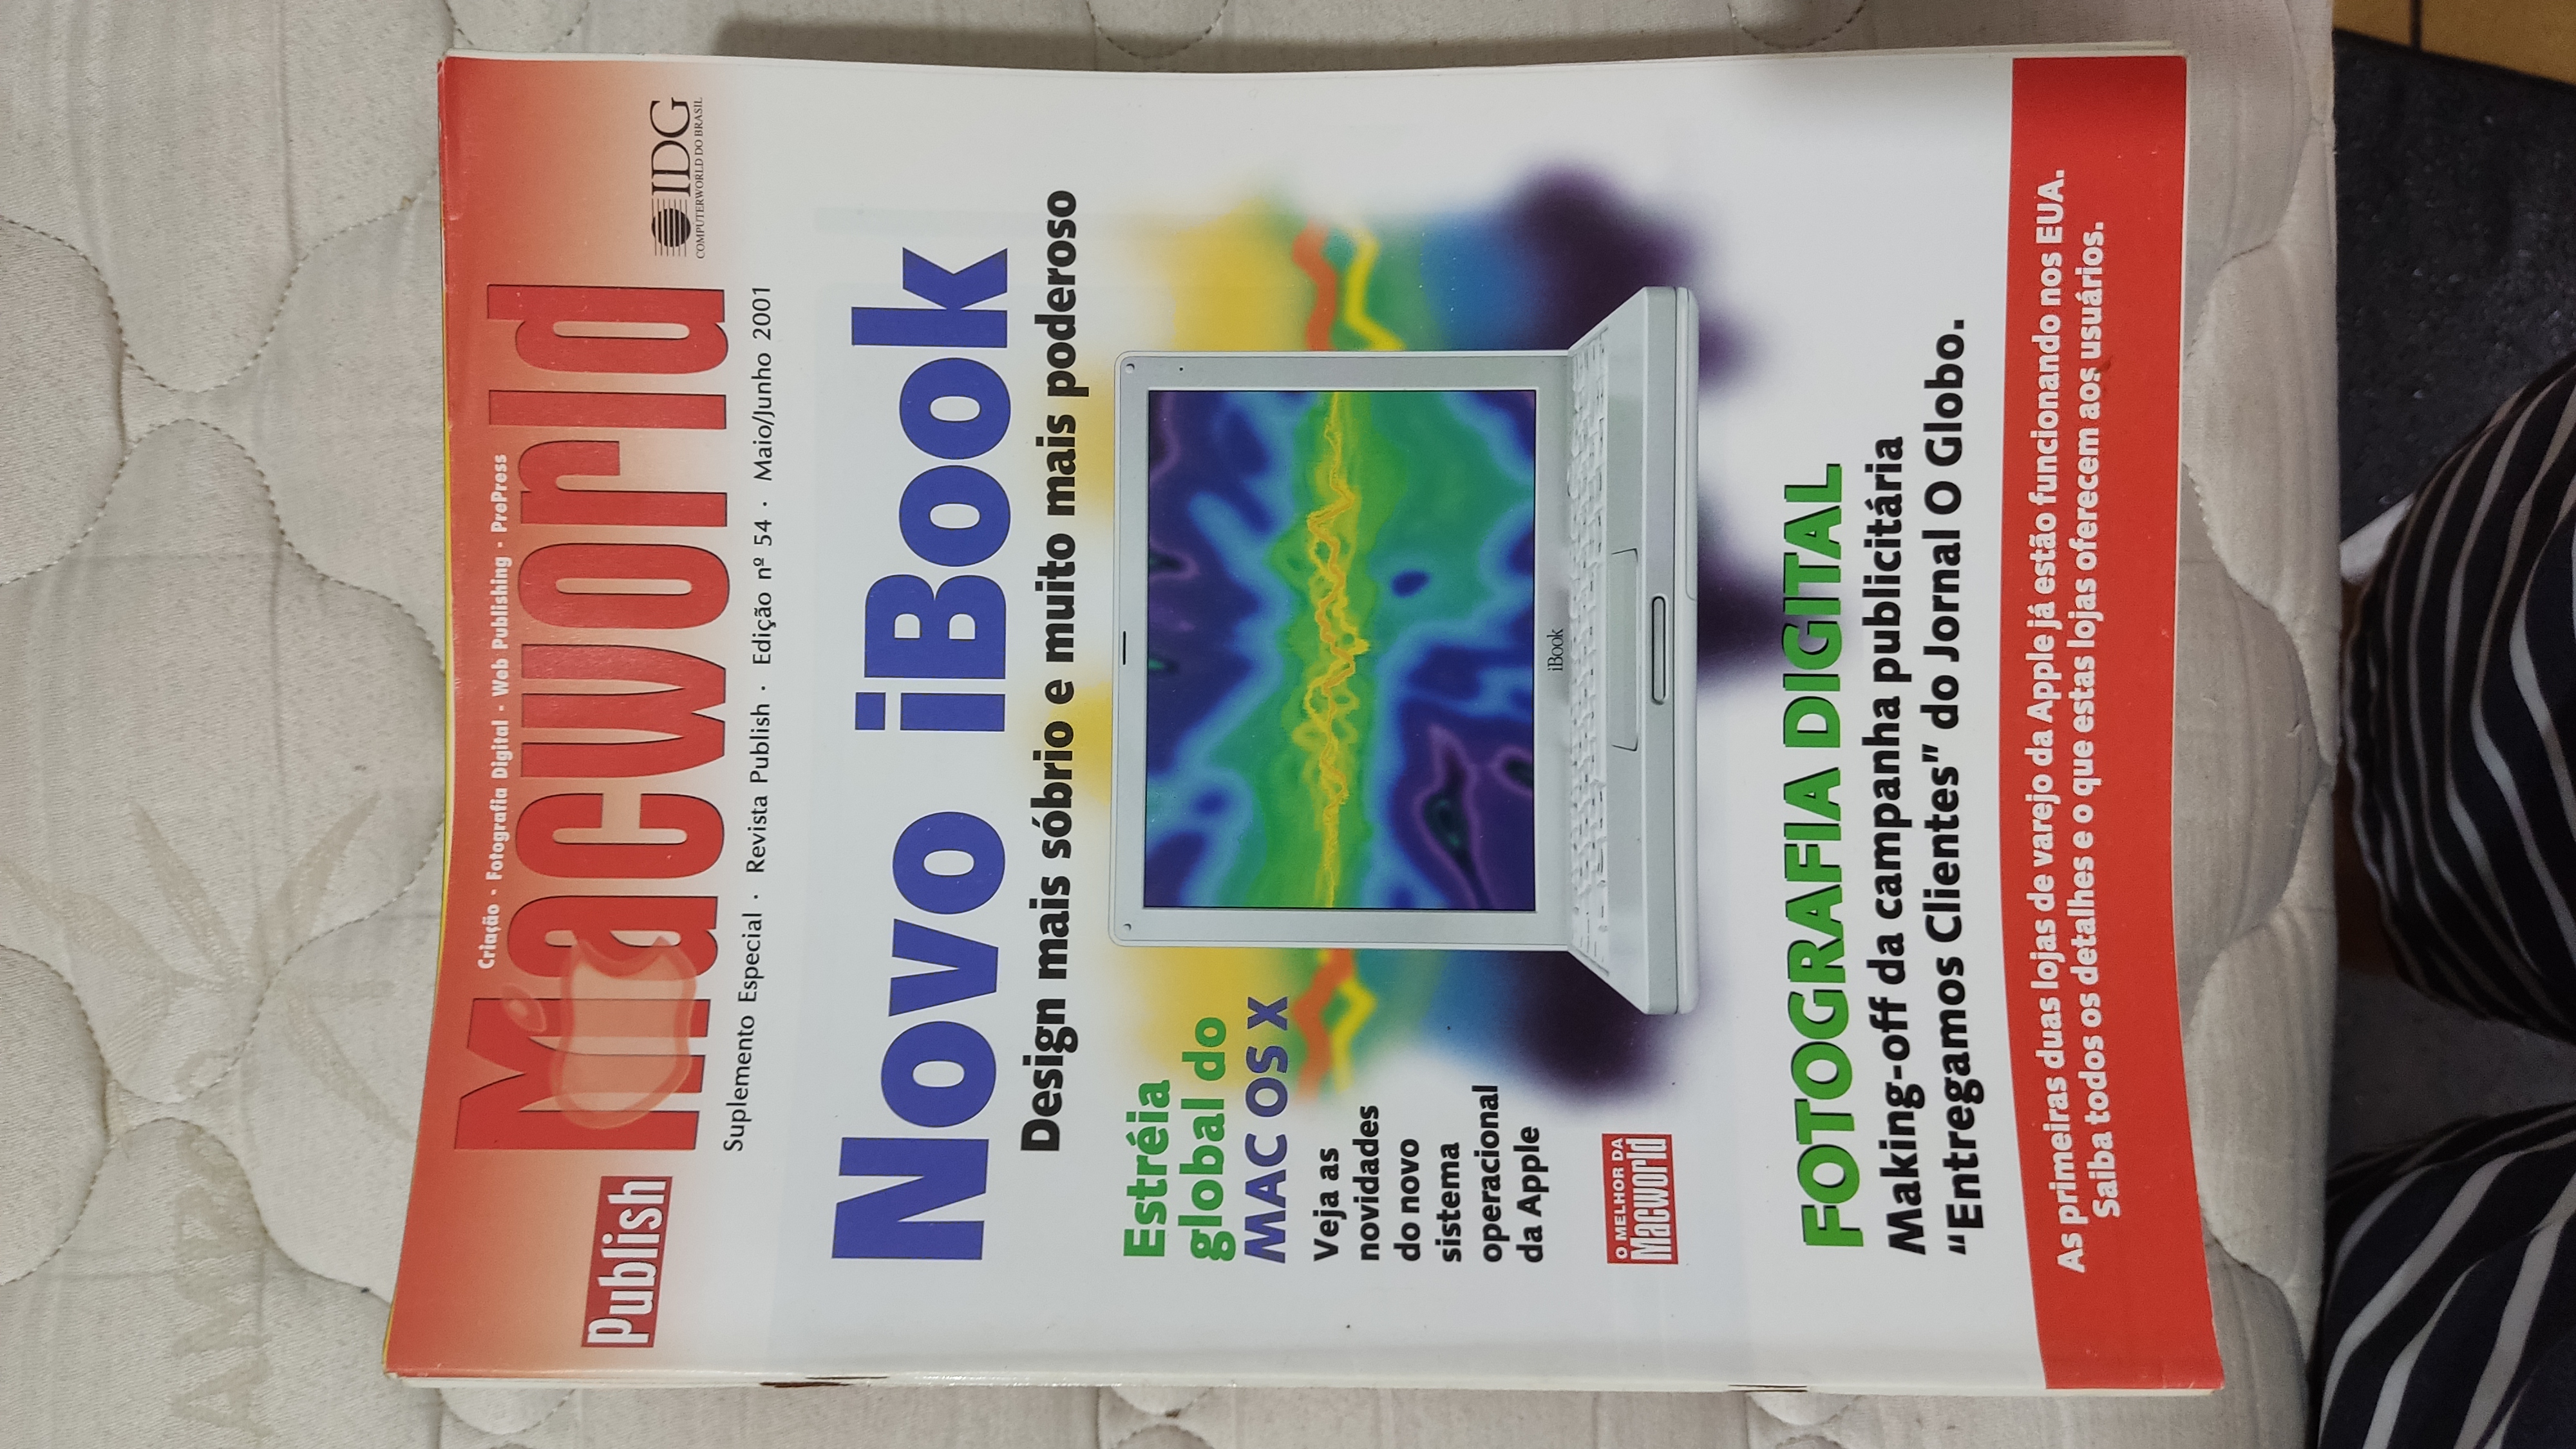 Criação - Fotografia Digital - Web Publishing - PrePress
Macworld
Publish
IDG
COMPUTERWORLD DO BRASIL
Suplemento Especial · Revista Publish · Edição nº 54 · Maio/Junho 2001
Novo iBook
Design mais sóbrio e muito mais poderoso
Estréia
global do
MAC OS X
Veja as
novidades
do novo
sistema
operacional
da Apple
iBook
O MELHOR DA
Macworld
FOTOGRAFIA DIGITAL
Making-off da campanha publicitária
“Entregamos Clientes” do Jornal O Globo.
As primeiras duas lojas de varejo da Apple já estão funcionando nos EUA.
Saiba todos os detalhes e o que estas lojas oferecem aos usuários.